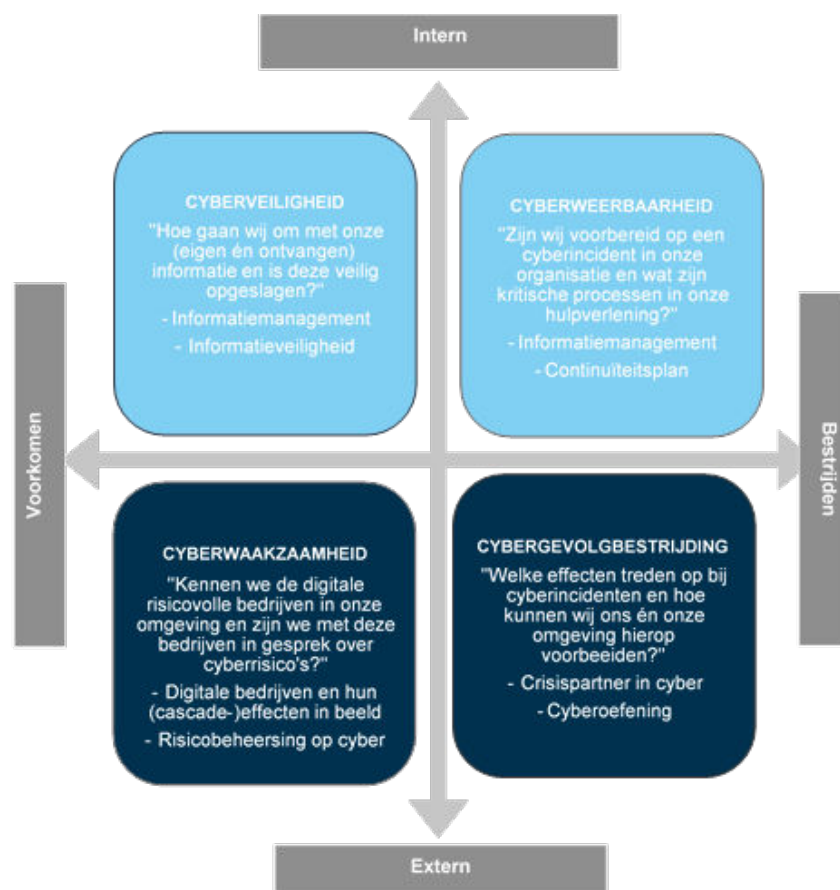 Intern
CYBERVEILIGHEID
"Hoe gaan wij om met onze
(eigen én ontvangen)
informatie en is deze veilig
opgeslagen?"
- Informatiemanagement
- Informatieveiligheid
CYBERWEERBAARHEID
"Zijn wij voorbereid op een
cyberincident in onze
organisatie en wat zijn
kritische processen in onze
hulpverlening?"
- Informatiemanagement
- Continuïteitsplan
Voorkomen
Bestrijden
CYBERWAAKZAAMHEID
"Kennen we de digitale
risicovolle bedrijven in onze
omgeving en zijn we met deze
bedrijven in gesprek over
cyberrisico's?"
- Digitale bedrijven en hun
(cascade-)effecten in beeld
- Risicobeheersing op cyber
CYBERGEVOLGBESTRIJDING
"Welke effecten treden op bij
cyberincidenten en hoe
kunnen wij ons én onze
omgeving hierop
voorbeeiden?"
- Crisispartner in cyber
- Cyberoefening
Extern